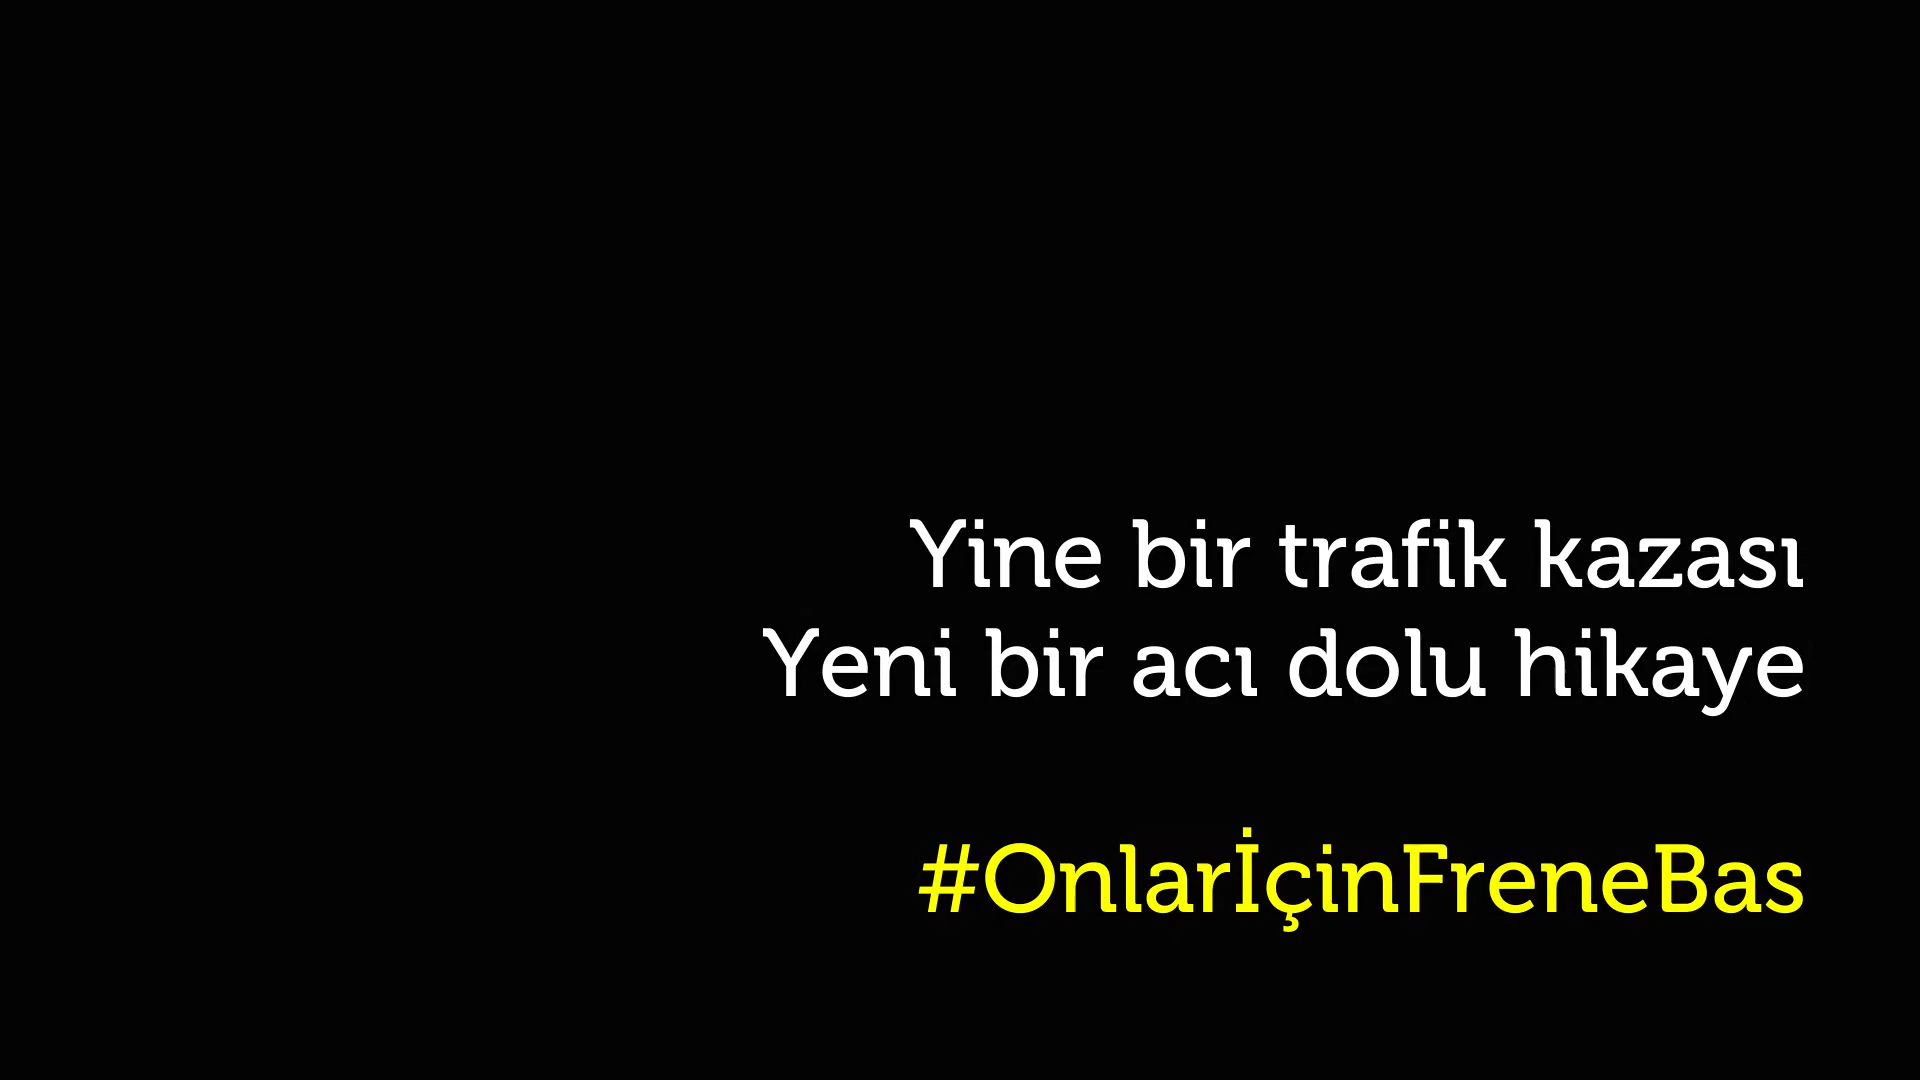 Yine bir trafik kazası
Yeni bir acı dolu hikaye
#OnlarİçinFreneBas